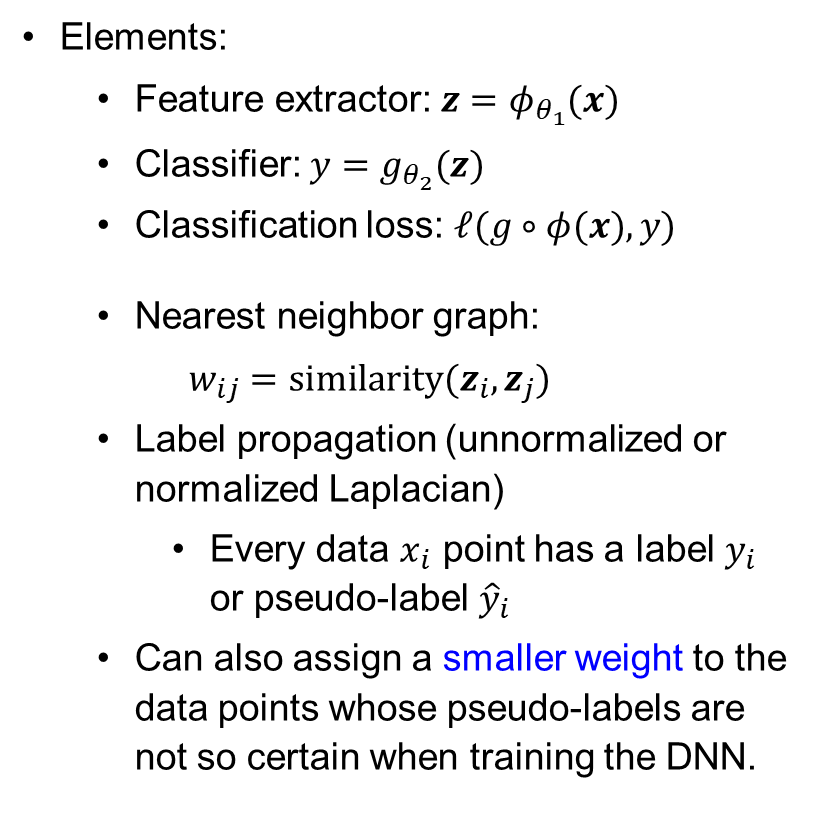 • Elements:
• Feature extractor: 𝒛 = ϕ_{θ_1}(𝒙)
• Classifier: y = g_{θ_2}(𝒛)
• Classification loss: ℓ(g ∘ ϕ(𝒙), y)
• Nearest neighbor graph:
w_{ij} = similarity(𝒛_i, 𝒛_j)
• Label propagation (unnormalized or
normalized Laplacian)
• Every data x_i point has a label y_i
or pseudo-label ŷ_i
• Can also assign a smaller weight to the
data points whose pseudo-labels are
not so certain when training the DNN.